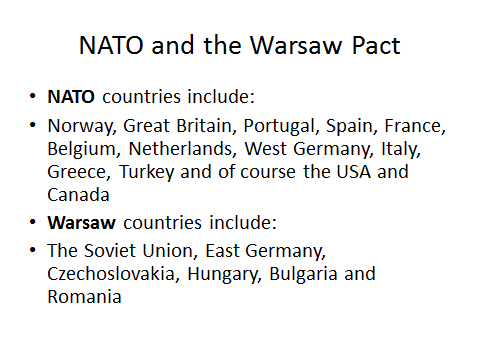 NATO and the Warsaw Pact
• NATO countries include:
• Norway, Great Britain, Portugal, Spain, France,
Belgium, Netherlands, West Germany, Italy,
Greece, Turkey and of course the USA and
Canada
• Warsaw countries include:
• The Soviet Union, East Germany,
Czechoslovakia, Hungary, Bulgaria and
Romania